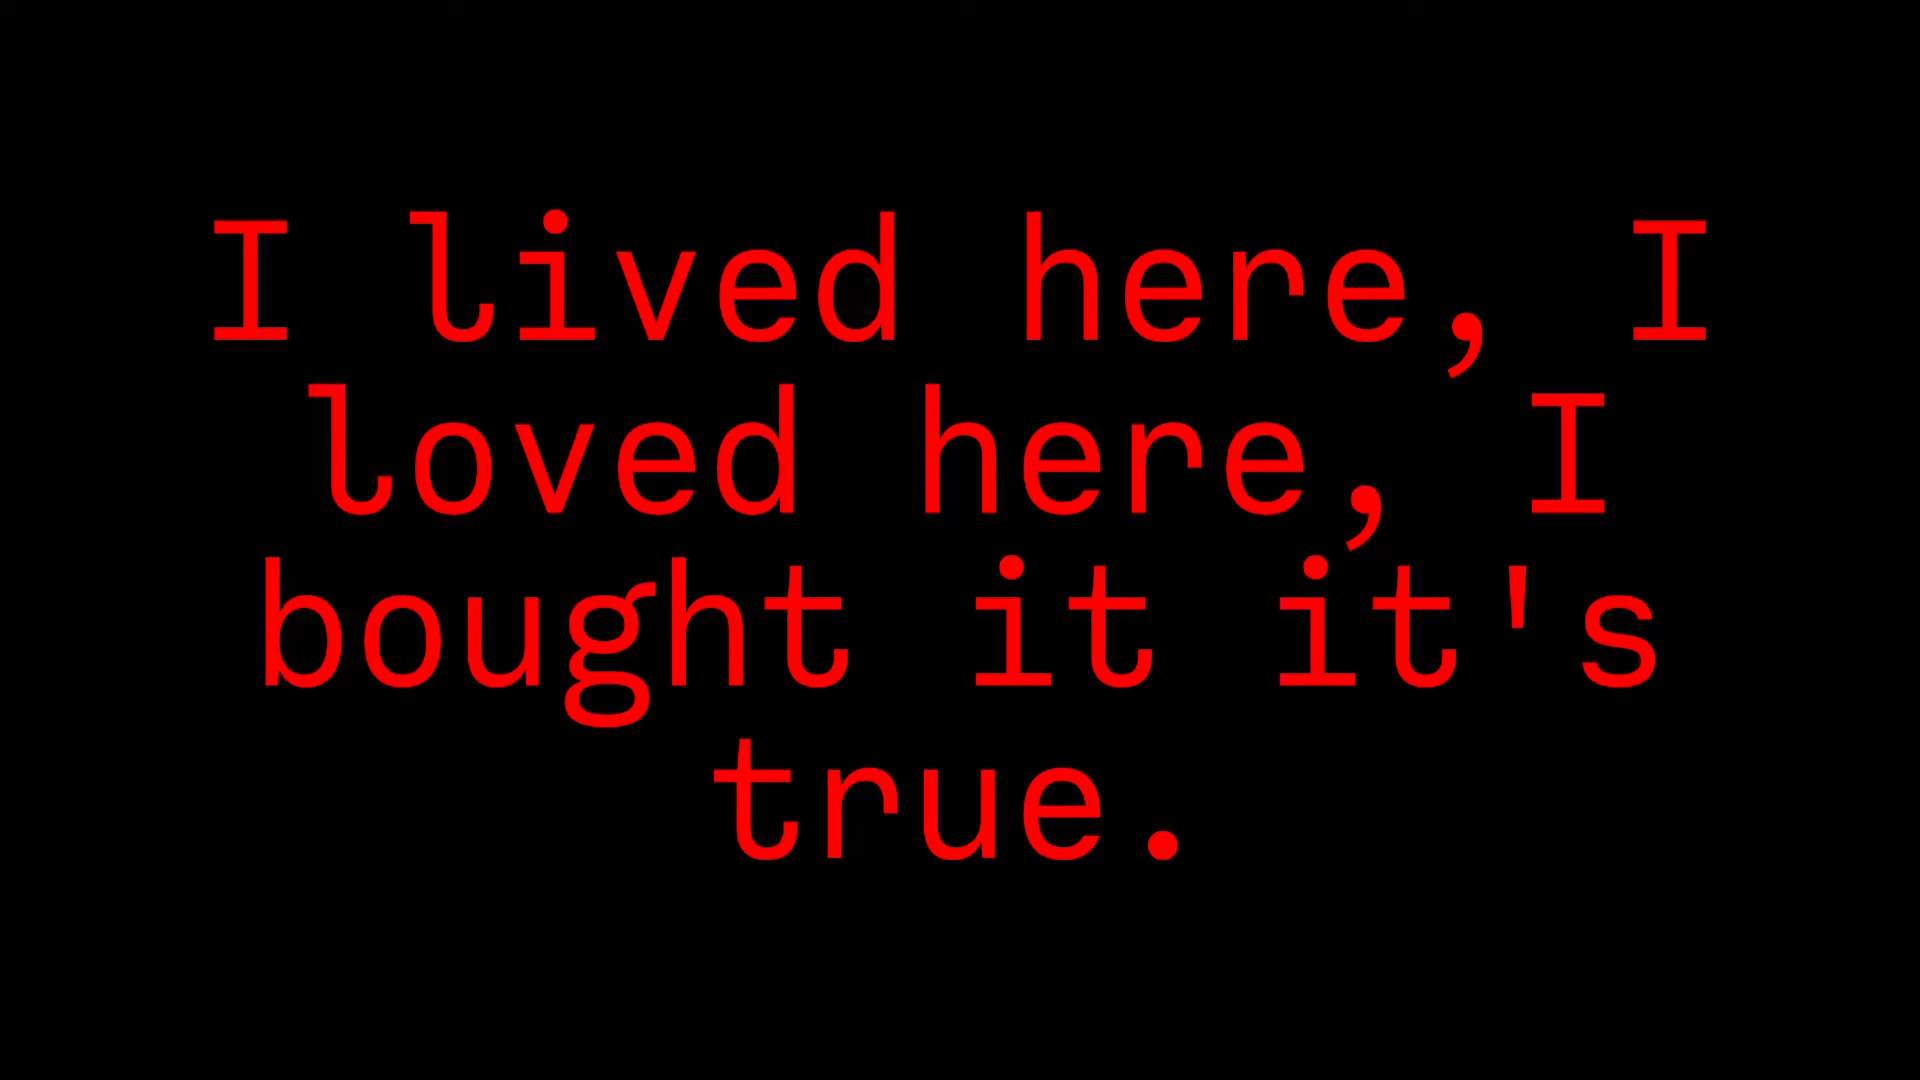 I lived here, I
loved here, I
bought it it's
true.